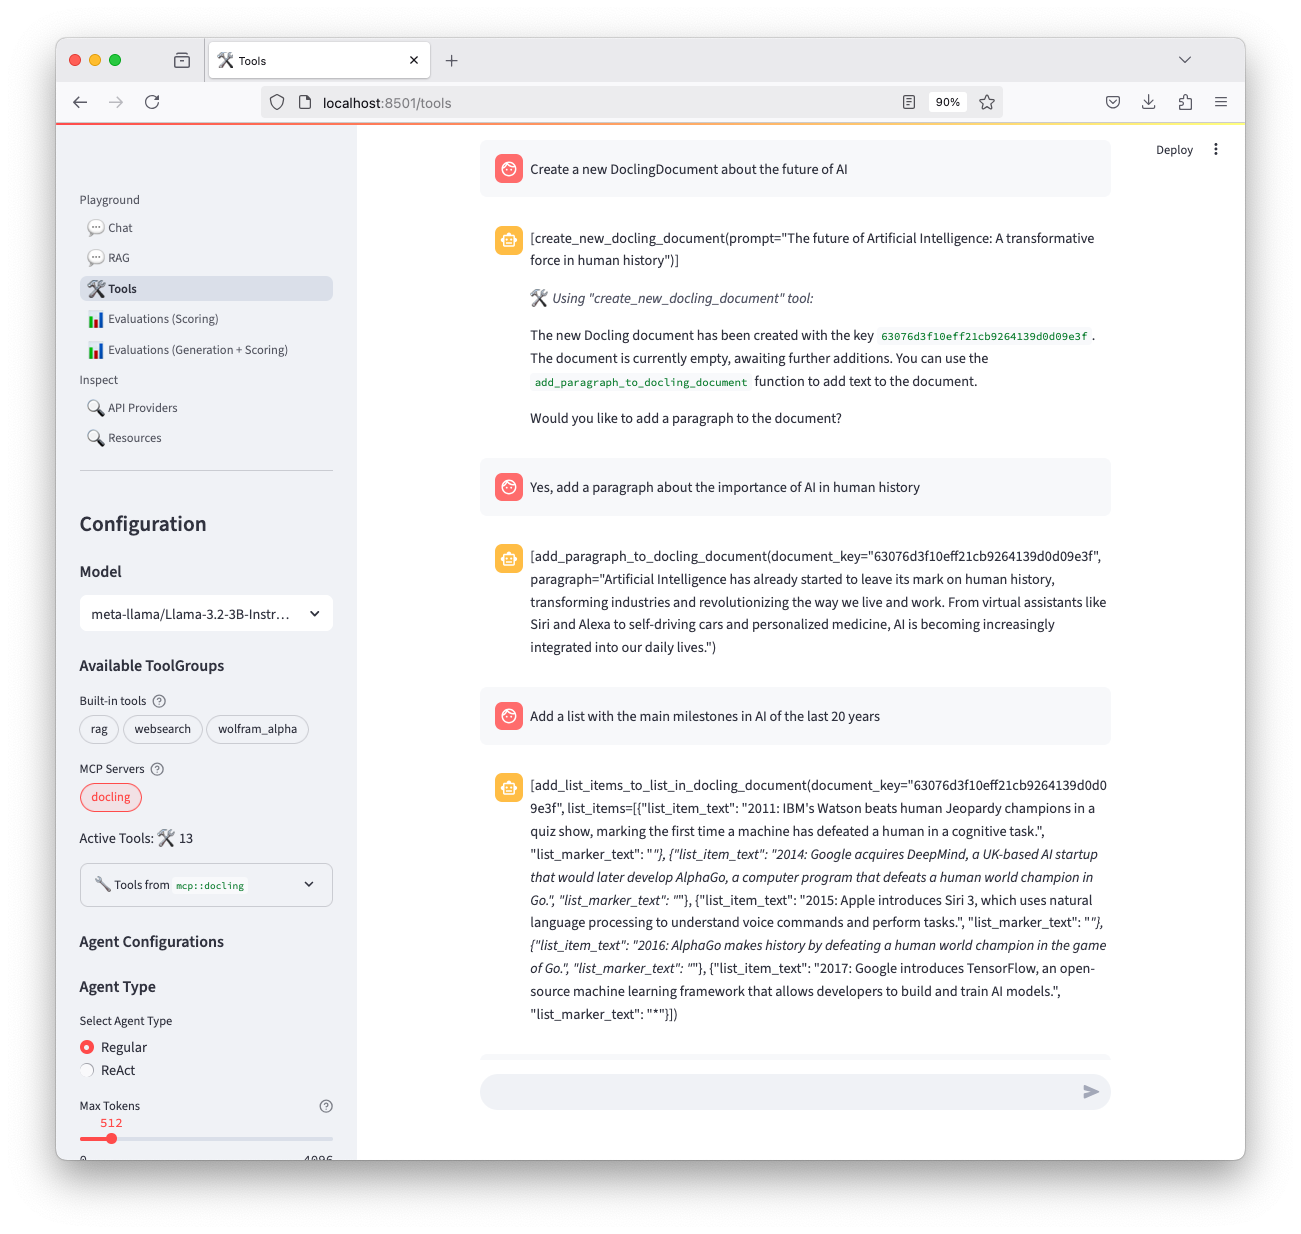 Tools
localhost:8501/tools
90%
Deploy
Playground
Chat
RAG
Tools
Evaluations (Scoring)
Evaluations (Generation + Scoring)
Inspect
API Providers
Resources
Configuration
Model
meta-llama/Llama-3.2-3B-Instr...
Available ToolGroups
Built-in tools
rag
websearch
wolfram_alpha
MCP Servers
docling
Active Tools: 13
Tools from mcp::docling
Agent Configurations
Agent Type
Select Agent Type
Regular
ReAct
Max Tokens
512
0 4096
Create a new DoclingDocument about the future of AI
[create_new_docling_document(prompt="The future of Artificial Intelligence: A transformative
force in human history")]
Using "create_new_docling_document" tool:
The new Docling document has been created with the key 63076d3f10eff21cb9264139d0d09e3f .
The document is currently empty, awaiting further additions. You can use the
add_paragraph_to_docling_document function to add text to the document.
Would you like to add a paragraph to the document?
Yes, add a paragraph about the importance of AI in human history
[add_paragraph_to_docling_document(document_key="63076d3f10eff21cb9264139d0d09e3f",
paragraph="Artificial Intelligence has already started to leave its mark on human history,
transforming industries and revolutionizing the way we live and work. From virtual assistants like
Siri and Alexa to self-driving cars and personalized medicine, AI is becoming increasingly
integrated into our daily lives.")
Add a list with the main milestones in AI of the last 20 years
[add_list_items_to_list_in_docling_document(document_key="63076d3f10eff21cb9264139d0d0
9e3f", list_items=[{"list_item_text": "2011: IBM's Watson beats human Jeopardy champions in a
quiz show, marking the first time a machine has defeated a human in a cognitive task.",
"list_marker_text": ""}, {"list_item_text": "2014: Google acquires DeepMind, a UK-based AI startup
that would later develop AlphaGo, a computer program that defeats a human world champion in
Go.", "list_marker_text": ""}, {"list_item_text": "2015: Apple introduces Siri 3, which uses natural
language processing to understand voice commands and perform tasks.", "list_marker_text": ""},
{"list_item_text": "2016: AlphaGo makes history by defeating a human world champion in the game
of Go.", "list_marker_text": ""}, {"list_item_text": "2017: Google introduces TensorFlow, an open-
source machine learning framework that allows developers to build and train AI models.",
"list_marker_text": "*"}])